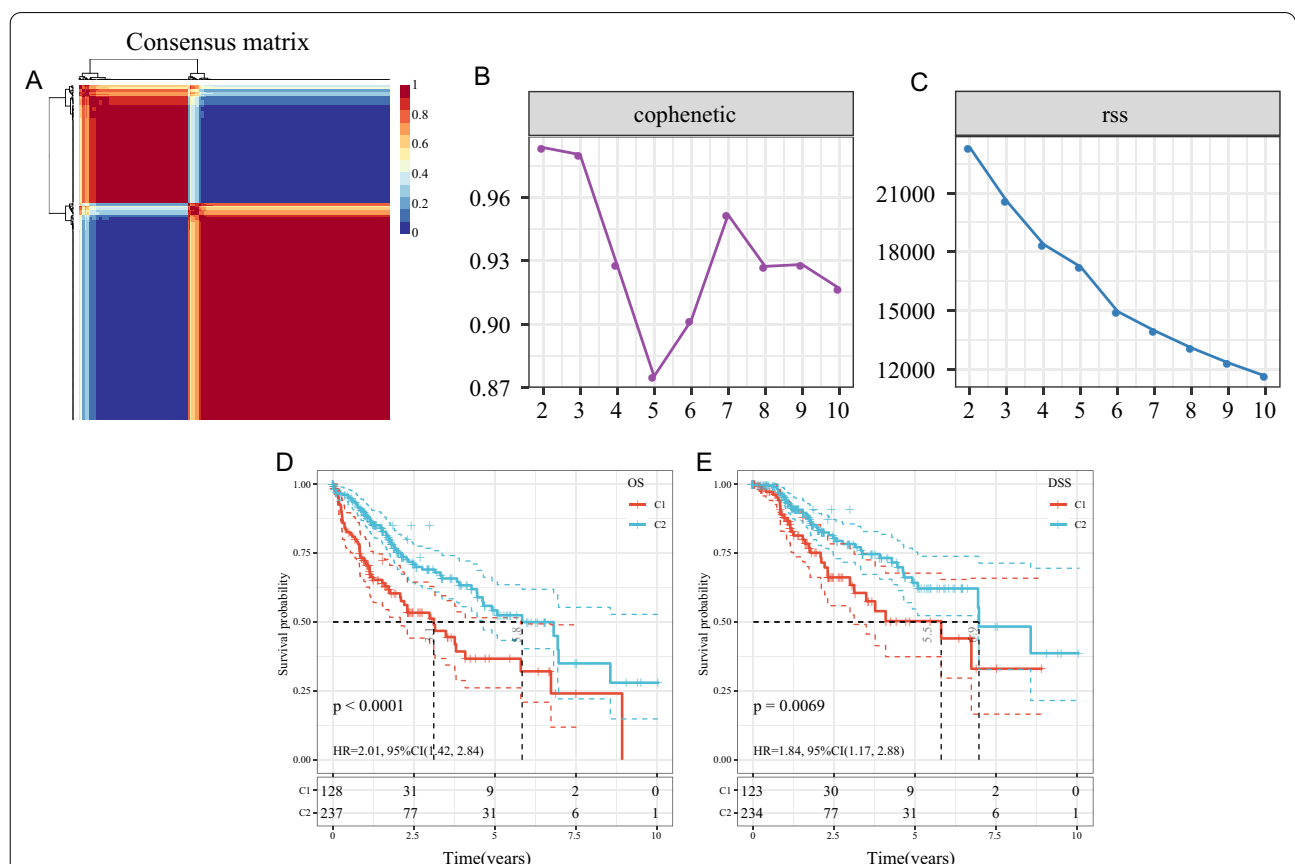 Consensus matrix
A
1
0.8
0.6
0.4
0.2
0
B
cophenetic
0.96
0.93
0.90
0.87
2 3 4 5 6 7 8 9 10
C
rss
21000
18000
15000
12000
2 3 4 5 6 7 8 9 10
D
OS
C1
C2
1.00
0.75
0.50
0.25
0.00
Survival probability
5.8
p < 0.0001
HR=2.01, 95%CI(1.42, 2.84)
C1 128 31 9 2 0
C2 237 77 31 6 1
0 2.5 5 7.5 10
Time(years)
E
DSS
C1
C2
1.00
0.75
0.50
0.25
0.00
Survival probability
5.5
p = 0.0069
HR=1.84, 95%CI(1.17, 2.88)
C1 123 30 9 2 0
C2 234 77 31 6 1
0 2.5 5 7.5 10
Time(years)